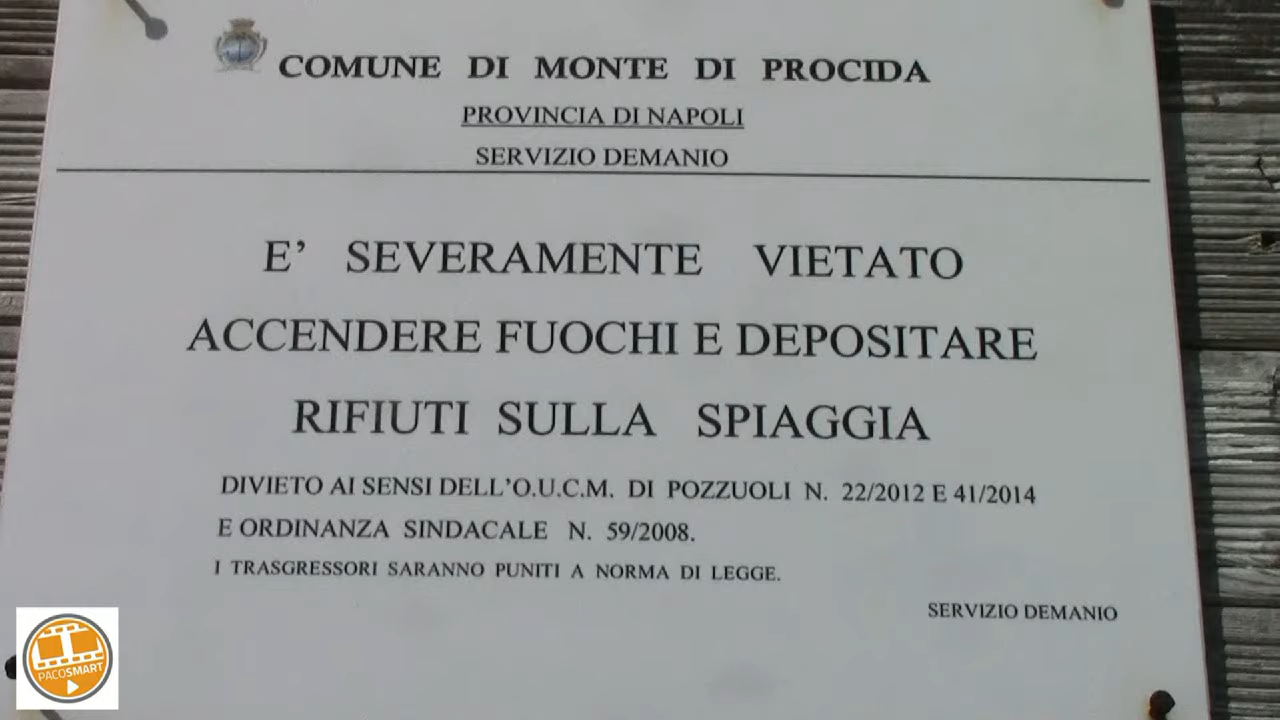 COMUNE DI MONTE DI PROCIDA
PROVINCIA DI NAPOLI
SERVIZIO DEMANIO
E' SEVERAMENTE VIETATO
ACCENDERE FUOCHI E DEPOSITARE
RIFIUTI SULLA SPIAGGIA
DIVIETO AI SENSI DELL'O.U.C.M. DI POZZUOLI N. 22/2012 E 41/2014
E ORDINANZA SINDACALE N. 59/2008.
I TRASGRESSORI SARANNO PUNITI A NORMA DI LEGGE.
SERVIZIO DEMANIO
PACOSMART